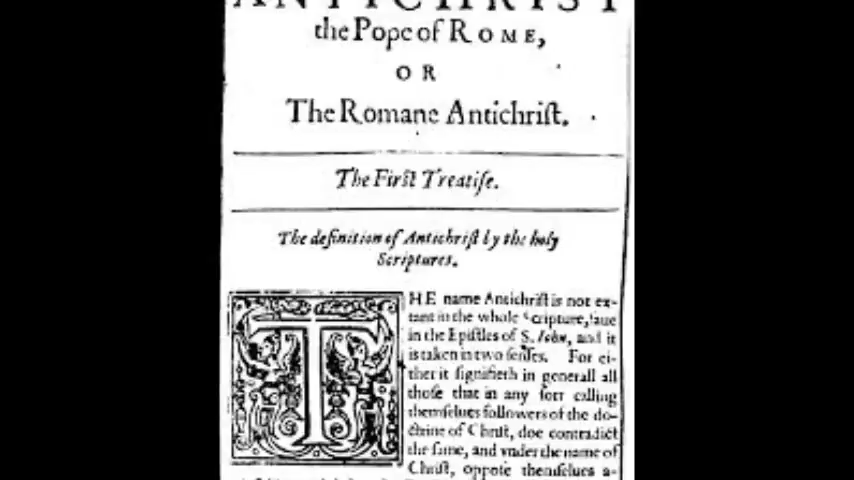 ANTICHRIST
the Pope of ROME,
OR
The Romane Antichriſt.
The Firſt Treatiſe.
The definition of Antichriſt by the holy
Scriptures.
THE name Antichriſt is not ex-
tant in the whole Scripture, ſaue
in the Epiſtles of S. Iohn, and it
is taken in two ſenſes. For ei-
ther it ſignifieth in generall all
thoſe that in any ſort calling
themſelues followers of the do-
ctrine of Chriſt, doe contradict
the ſame, and vnder the name of
Chriſt, oppoſe themſelues a-